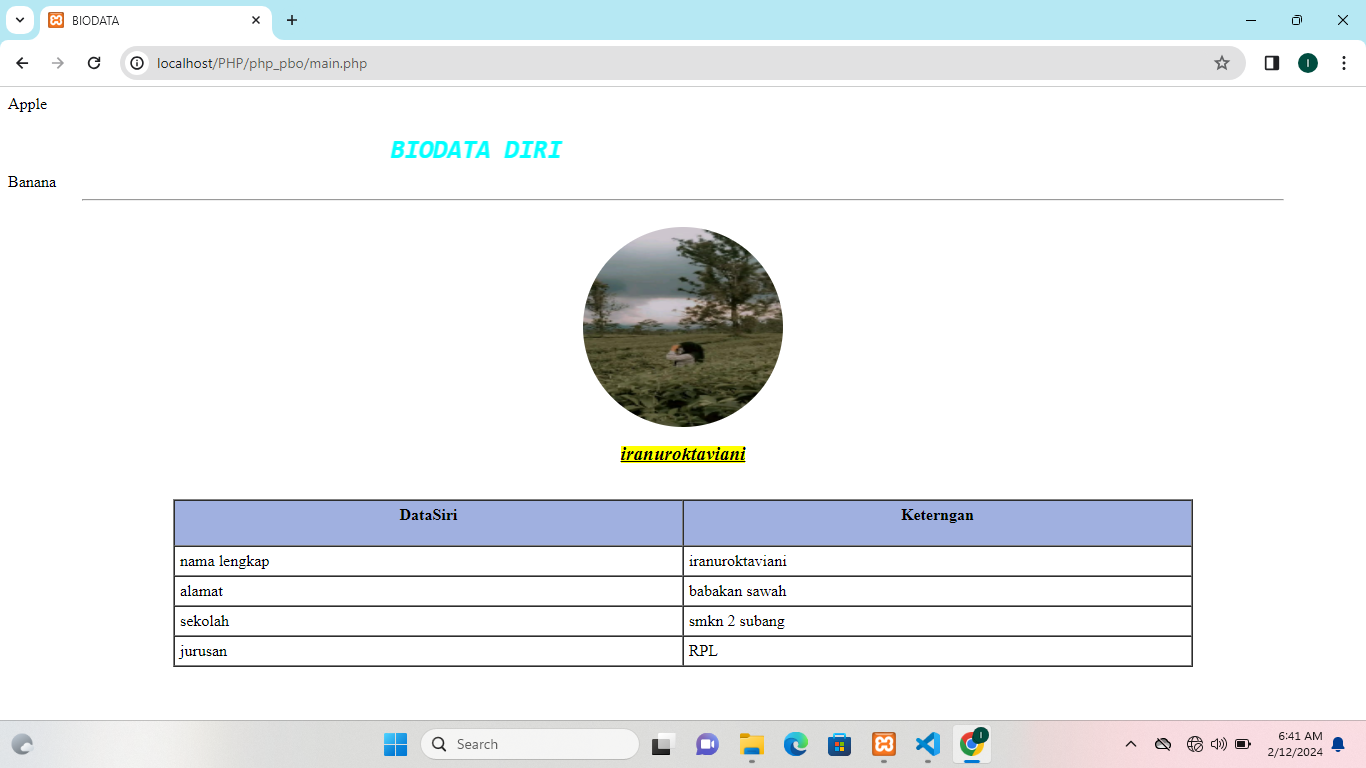 BIODATA
localhost/PHP/php_pbo/main.php
I
Apple
BIODATA DIRI
Banana
iranuroktaviani
DataSiri Keterngan
nama lengkap iranuroktaviani
alamat babakan sawah
sekolah smkn 2 subang
jurusan RPL
Search
I
6:41 AM
2/12/2024